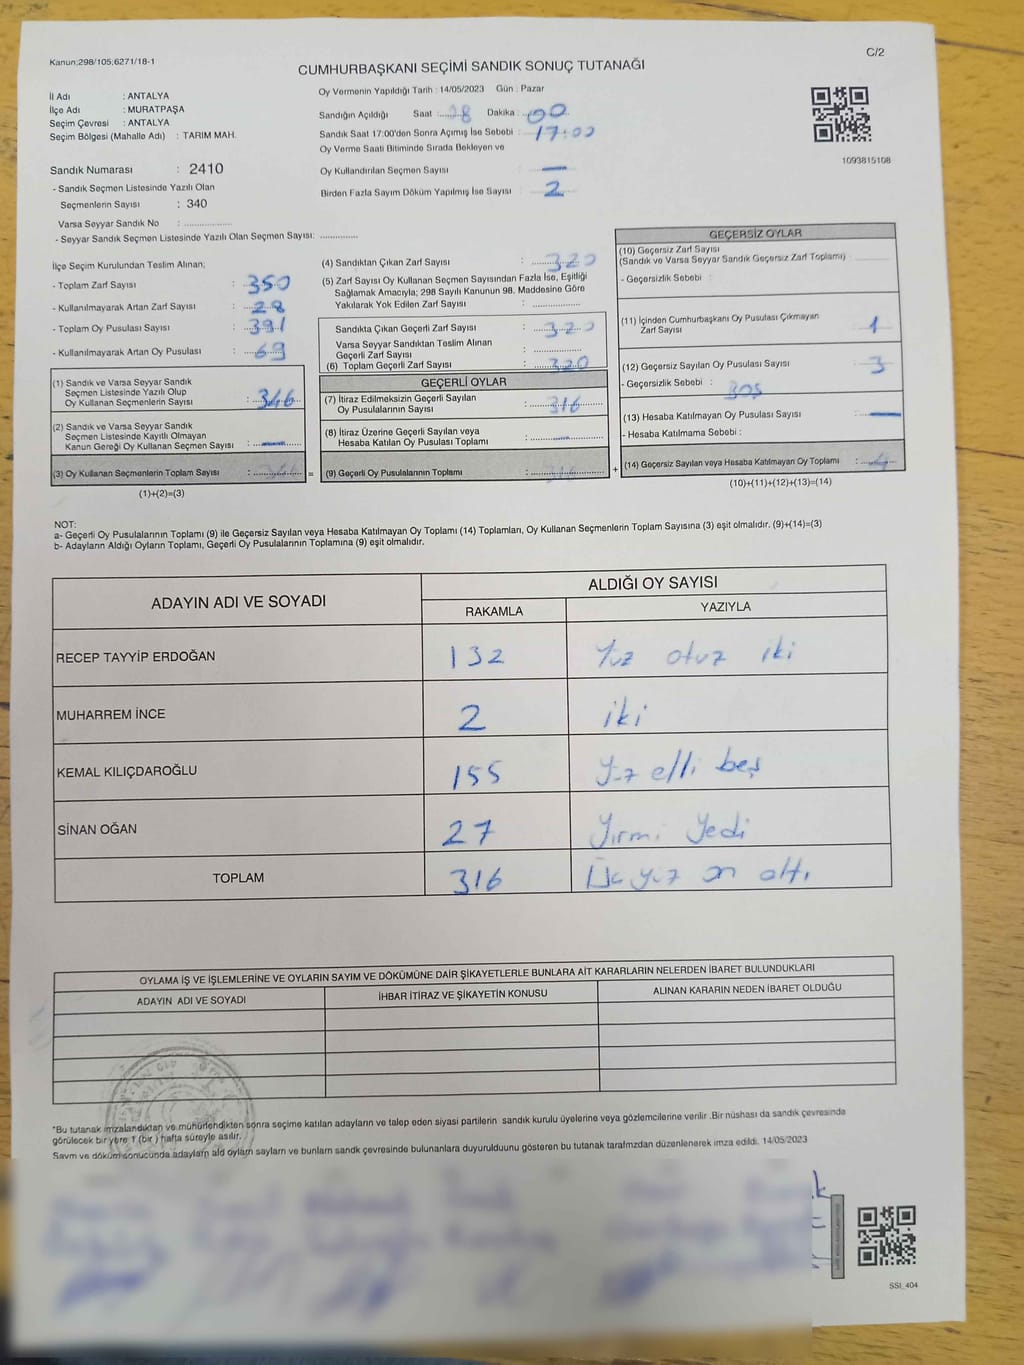 Kanun;298/105;6271/18-1
C/2
CUMHURBAŞKANI SEÇİMİ SANDIK SONUÇ TUTANAĞI
İl Adı : ANTALYA
İlçe Adı : MURATPAŞA
Seçim Çevresi : ANTALYA
Seçim Bölgesi (Mahalle Adı) : TARIM MAH.
Oy Vermenin Yapıldığı Tarih : 14/05/2023 Gün : Pazar
Sandığın Açıldığı Saat :....08 Dakika :..00
Sandık Saat 17:00'den Sonra Açımış İse Sebebi : 17:00
Oy Verme Saati Bitiminde Sırada Bekleyen ve
Oy Kullandırılan Seçmen Sayısı : —
Birden Fazla Sayım Döküm Yapılmış İse Sayısı : 2
1093815108
Sandık Numarası : 2410
- Sandık Seçmen Listesinde Yazılı Olan
Seçmenlerin Sayısı : 340
Varsa Seyyar Sandık No : ..................
- Seyyar Sandık Seçmen Listesinde Yazılı Olan Seçmen Sayısı: ..............
İlçe Seçim Kurulundan Teslim Alınan;
- Toplam Zarf Sayısı : 350
- Kullanılmayarak Artan Zarf Sayısı : 28
- Toplam Oy Pusulası Sayısı : 391
- Kullanılmayarak Artan Oy Pusulası : 69
(1) Sandık ve Varsa Seyyar Sandık
Seçmen Listesinde Yazılı Olup
Oy Kullanan Seçmenlerin Sayısı : 346
(2) Sandık ve Varsa Seyyar Sandık
Seçmen Listesinde Kayıtlı Olmayan
Kanun Gereği Oy Kullanan Seçmen Sayısı : —
(3) Oy Kullanan Seçmenlerin Toplam Sayısı : =
(1)+(2)=(3)
(4) Sandıktan Çıkan Zarf Sayısı : 320
(5) Zarf Sayısı Oy Kullanan Seçmen Sayısından Fazla İse, Eşitliği
Sağlamak Amacıyla; 298 Sayılı Kanunun 98. Maddesine Göre
Yakılarak Yok Edilen Zarf Sayısı : ..................
Sandıkta Çıkan Geçerli Zarf Sayısı : 320
Varsa Seyyar Sandıktan Teslim Alınan
Geçerli Zarf Sayısı : ..................
(6) Toplam Geçerli Zarf Sayısı : 320
GEÇERLİ OYLAR
(7) İtiraz Edilmeksizin Geçerli Sayılan
Oy Pusulalarının Sayısı : 316
(8) İtiraz Üzerine Geçerli Sayılan veya
Hesaba Katılan Oy Pusulası Toplamı : —
(9) Geçerli Oy Pusulalarının Toplamı : 316 +
GEÇERSİZ OYLAR
(10) Geçersiz Zarf Sayısı
(Sandık ve Varsa Seyyar Sandık Geçersiz Zarf Toplamı) :
- Geçersizlik Sebebi :
(11) İçinden Cumhurbaşkanı Oy Pusulası Çıkmayan
Zarf Sayısı : 1
(12) Geçersiz Sayılan Oy Pusulası Sayısı : 3
- Geçersizlik Sebebi :
(13) Hesaba Katılmayan Oy Pusulası Sayısı : —
- Hesaba Katılmama Sebebi :
(14) Geçersiz Sayılan veya Hesaba Katılmayan Oy Toplamı : 4
(10)+(11)+(12)+(13)=(14)
NOT:
a- Geçerli Oy Pusulalarının Toplamı (9) ile Geçersiz Sayılan veya Hesaba Katılmayan Oy Toplamı (14) Toplamları, Oy Kullanan Seçmenlerin Toplam Sayısına (3) eşit olmalıdır. (9)+(14)=(3)
b- Adayların Aldığı Oyların Toplamı, Geçerli Oy Pusulalarının Toplamına (9) eşit olmalıdır.
ADAYIN ADI VE SOYADI
ALDIĞI OY SAYISI
RAKAMLA YAZIYLA
RECEP TAYYİP ERDOĞAN 132 Yüz otuz iki
MUHARREM İNCE 2 iki
KEMAL KILIÇDAROĞLU 155 Yüz elli beş
SİNAN OĞAN 27 Yirmi Yedi
TOPLAM 316 Üç yüz on altı
OYLAMA İŞ VE İŞLEMLERİNE VE OYLARIN SAYIM VE DÖKÜMÜNE DAİR ŞİKAYETLERLE BUNLARA AİT KARARLARIN NELERDEN İBARET BULUNDUKLARI
ADAYIN ADI VE SOYADI İHBAR İTİRAZ VE ŞİKAYETİN KONUSU ALINAN KARARIN NEDEN İBARET OLDUĞU
*Bu tutanak imzalandıktan ve mühürlendikten sonra seçime katılan adayların ve talep eden siyasi partilerin sandık kurulu üyelerine veya gözlemcilerine verilir .Bir nüshası da sandık çevresinde
görülecek bir yere 1 (bir ) hafta süreyle asılır.
Sayım ve döküm sonucunda adayların ald oyların sayların ve bunların sandk çevresinde bulunanlara duyurulduunu gösteren bu tutanak tarafmzdan düzenlenerek imza edildi. 14/05/2023
SSI_404